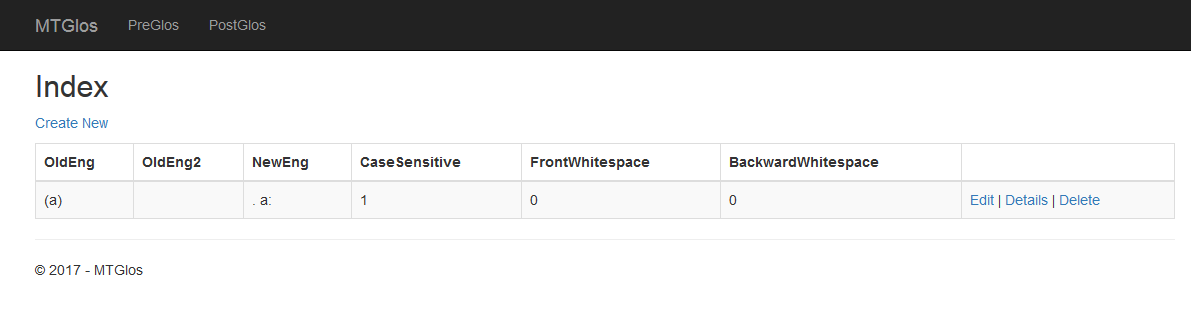 MTGlos PreGlos PostGlos
Index
Create New
OldEng OldEng2 NewEng CaseSensitive FrontWhitespace BackwardWhitespace
(a) . a: 1 0 0 Edit | Details | Delete
© 2017 - MTGlos